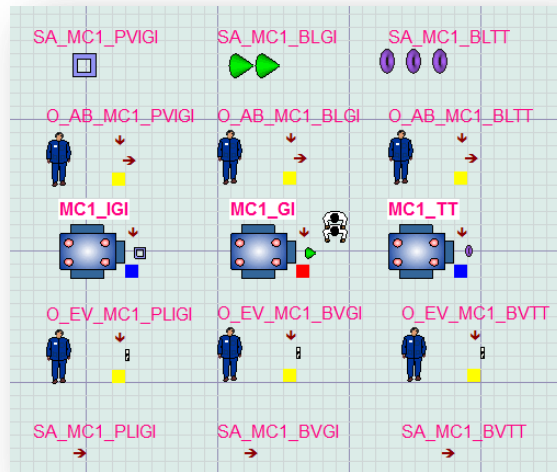 SA_MC1_PVIGI SA_MC1_BLGI SA_MC1_BLTT
O_AB_MC1_PVIGI O_AB_MC1_BLGI O_AB_MC1_BLTT
MC1_IGI MC1_GI MC1_TT
O_EV_MC1_PLIGI O_EV_MC1_BVGI O_EV_MC1_BVTT
SA_MC1_PLIGI SA_MC1_BVGI SA_MC1_BVTT